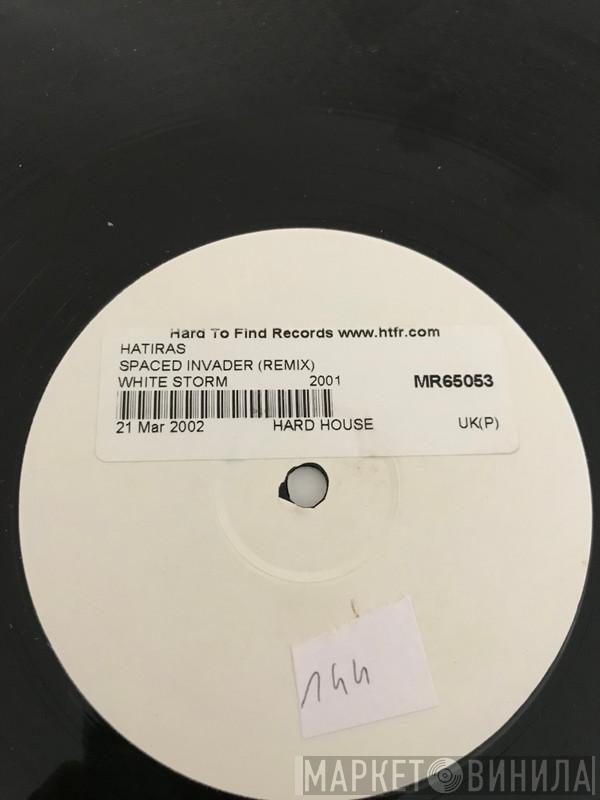 Hard To Find Records www.htfr.com
HATIRAS
SPACED INVADER (REMIX)
WHITE STORM 2001 MR65053
21 Mar 2002 HARD HOUSE UK(P)
144
МАРКЕТ ВИНИЛА